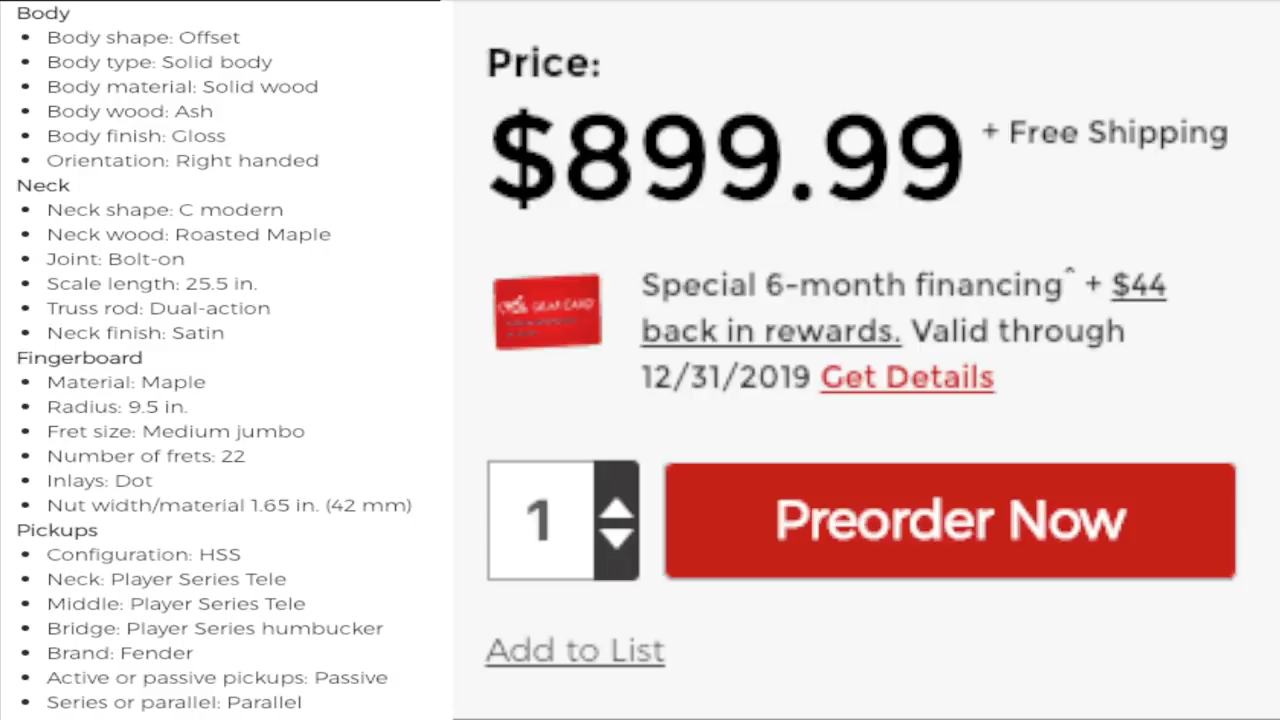 Body
• Body shape: Offset
• Body type: Solid body
• Body material: Solid wood
• Body wood: Ash
• Body finish: Gloss
• Orientation: Right handed
Neck
• Neck shape: C modern
• Neck wood: Roasted Maple
• Joint: Bolt-on
• Scale length: 25.5 in.
• Truss rod: Dual-action
• Neck finish: Satin
Fingerboard
• Material: Maple
• Radius: 9.5 in.
• Fret size: Medium jumbo
• Number of frets: 22
• Inlays: Dot
• Nut width/material 1.65 in. (42 mm)
Pickups
• Configuration: HSS
• Neck: Player Series Tele
• Middle: Player Series Tele
• Bridge: Player Series humbucker
• Brand: Fender
• Active or passive pickups: Passive
• Series or parallel: Parallel
Price:
$899.99 + Free Shipping
GEAR CARD
Special 6-month financing^ + $44
back in rewards. Valid through
12/31/2019 Get Details
1
Preorder Now
Add to List